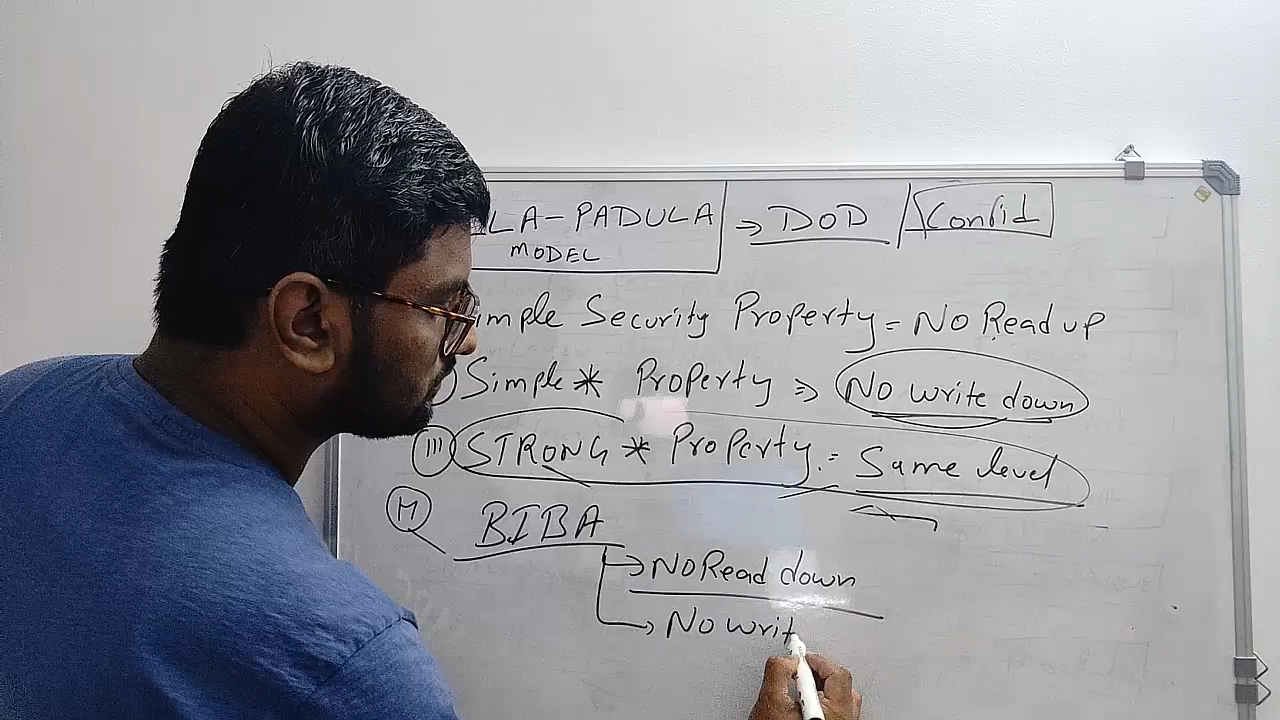 LA-PADULA ⇒ DOD / Confid
MODEL
imple Security Property = No Read up
Simple * Property ⇒ No write down
III STRONG * Property = Same level
BIBA
→ No Read down
→ No writ